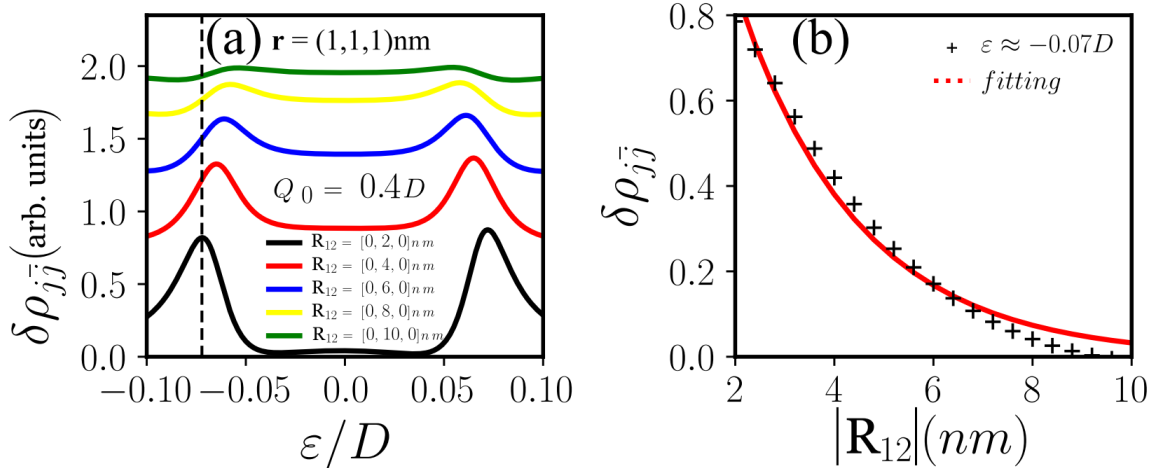 (a) r = (1,1,1)nm
δρ_{j̄j̄} (arb. units)
2.0
1.5
1.0
0.5
0.0
Q_0 = 0.4D
R_12 = [0, 2, 0]nm
R_12 = [0, 4, 0]nm
R_12 = [0, 6, 0]nm
R_12 = [0, 8, 0]nm
R_12 = [0, 10, 0]nm
−0.10 −0.05 0.00 0.05 0.10
ε/D
(b)
+ ε ≈ −0.07D
fitting
δρ_{j̄j̄}
0.8
0.6
0.4
0.2
0.0
2 4 6 8 10
|R_12|(nm)